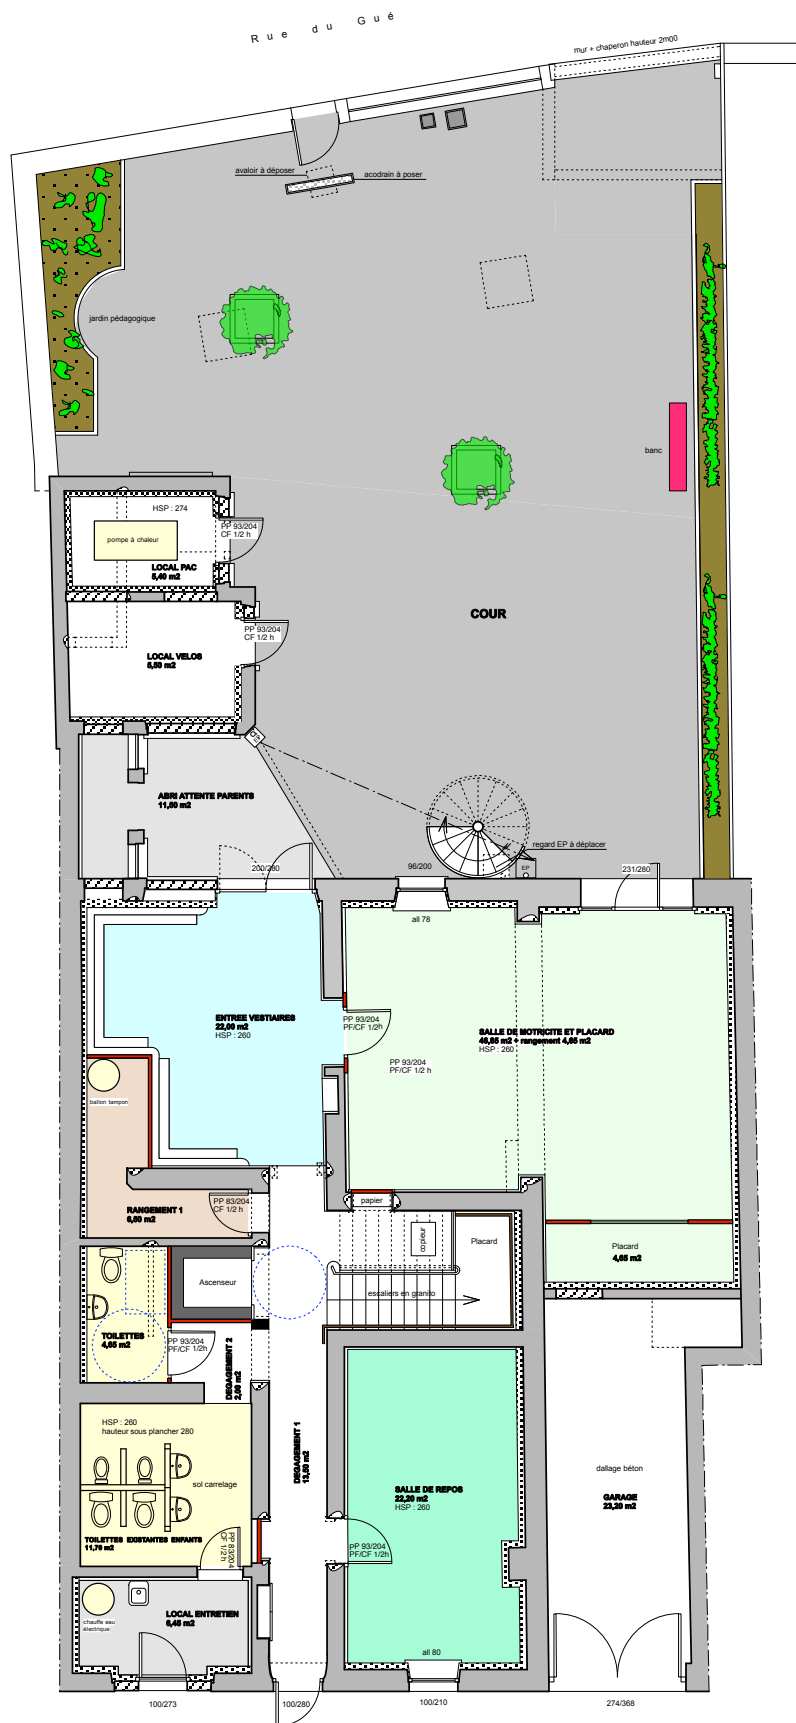 Rue du Gué
mur + chaperon hauteur 2m00
avaloir à déposer
acodrain à poser
jardin pédagogique
banc
HSP : 274
pompe à chaleur
PP 93/204
CF 1/2 h
LOCAL PAC
5,40 m2
COUR
PP 93/204
CF 1/2 h
LOCAL VELOS
5,50 m2
EP
ABRI ATTENTE PARENTS
11,50 m2
regard EP à déplacer
EP
200/280
96/200
231/280
all 78
ENTREE VESTIAIRES
22,00 m2
HSP : 260
PP 93/204
PF/CF 1/2h
SALLE DE MOTRICITE ET PLACARD
46,65 m2 + rangement 4,65 m2
HSP : 260
PP 93/204
PF/CF 1/2 h
ballon tampon
RANGEMENT 1
6,80 m2
PP 83/204
CF 1/2 h
papier
copieur
Placard
Placard
4,65 m2
Ascenseur
escaliers en granito
TOILETTES
4,65 m2
PP 93/204
PF/CF 1/2h
DEGAGEMENT 2
2,00 m2
DEGAGEMENT 1
13,50 m2
HSP : 260
hauteur sous plancher 280
sol carrelage
TOILETTES EXISTANTES ENFANTS
11,70 m2
PP 83/204
CF 1/2 h
SALLE DE REPOS
22,20 m2
HSP : 260
PP 93/204
PF/CF 1/2h
dallage béton
GARAGE
23,20 m2
LOCAL ENTRETIEN
6,45 m2
chauffe eau
électrique
all 80
100/273
100/280
100/210
274/368